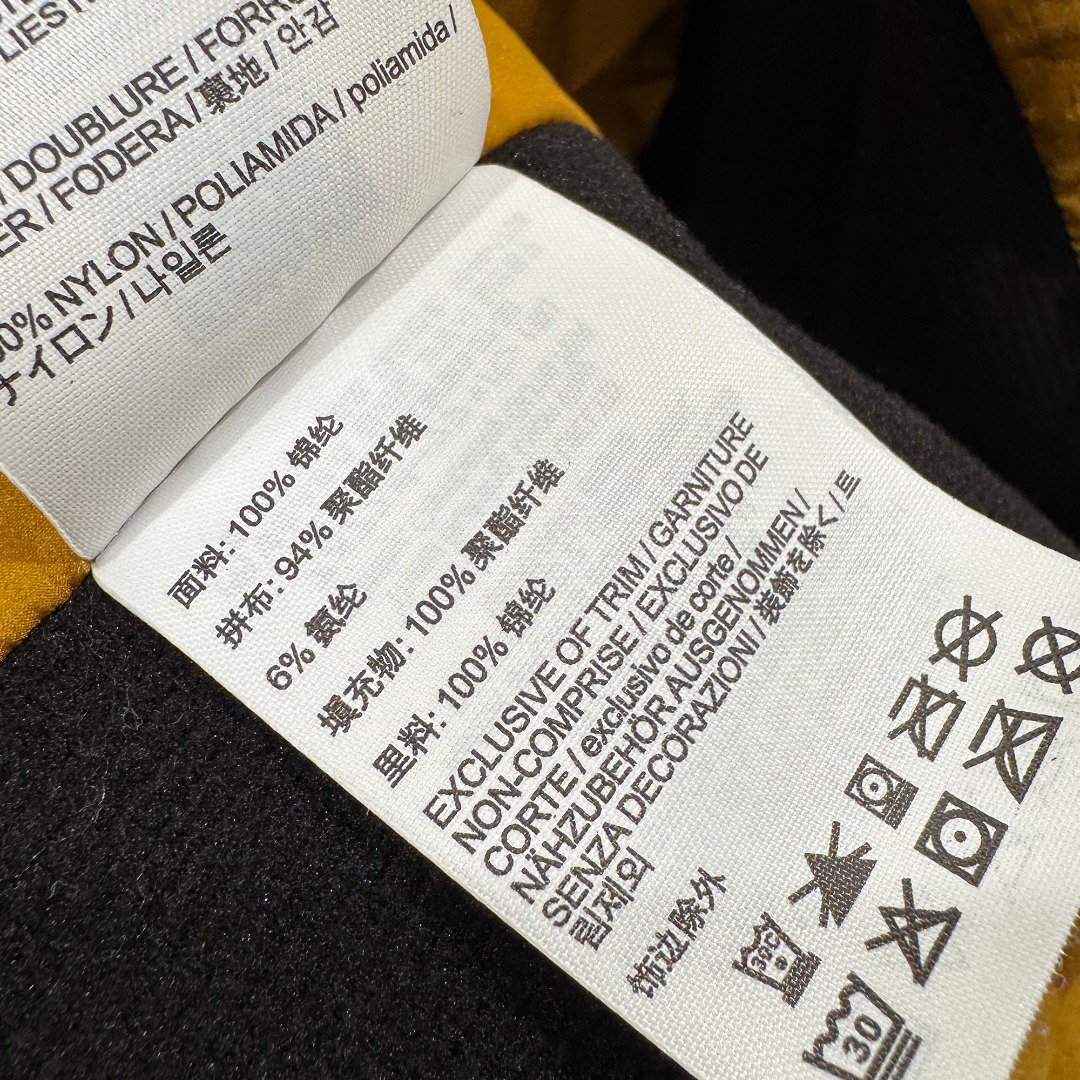 DOUBLURE / FORR
ER / FODERA / 裏地 / 안감
NYLON / POLIAMIDA / poliamida /
ナイロン / 나일론
面料: 100% 锦纶
拼布: 94% 聚酯纤维
6% 氨纶
填充物: 100% 聚酯纤维
里料: 100% 锦纶
EXCLUSIVE OF TRIM / GARNITURE
NON-COMPRISE / EXCLUSIVO DE
CORTE / exclusivo de corte /
NÄHZUBEHÖR AUSGENOMMEN /
SENZA DECORAZIONI / 装飾を除く / 트
림제외
饰边除外
30C
30